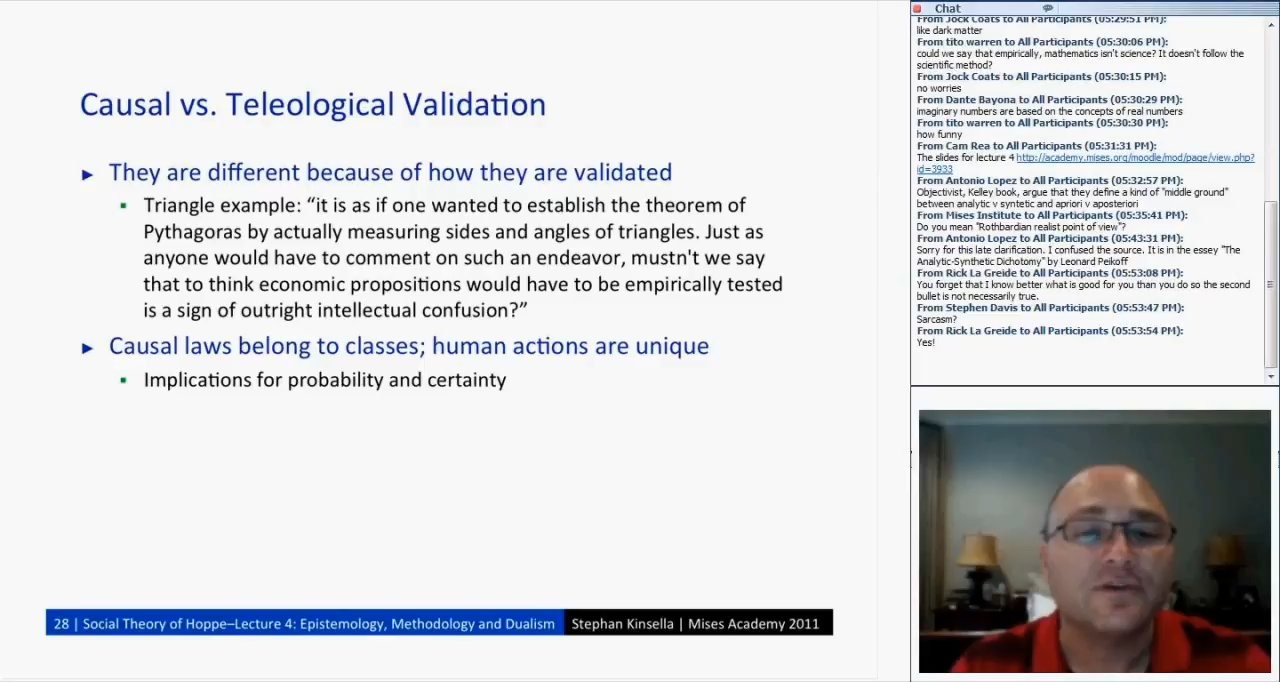 Causal vs. Teleological Validation
► They are different because of how they are validated
▪ Triangle example: “it is as if one wanted to establish the theorem of
Pythagoras by actually measuring sides and angles of triangles. Just as
anyone would have to comment on such an endeavor, mustn't we say
that to think economic propositions would have to be empirically tested
is a sign of outright intellectual confusion?”
► Causal laws belong to classes; human actions are unique
▪ Implications for probability and certainty
28 | Social Theory of Hoppe–Lecture 4: Epistemology, Methodology and Dualism Stephan Kinsella | Mises Academy 2011
Chat
From Jock Coats to All Participants (05:29:51 PM):
like dark matter
From tito warren to All Participants (05:30:06 PM):
could we say that empirically, mathematics isn't science? It doesn't follow the
scientific method?
From Jock Coats to All Participants (05:30:15 PM):
no worries
From Dante Bayona to All Participants (05:30:29 PM):
imaginary numbers are based on the concepts of real numbers
From tito warren to All Participants (05:30:30 PM):
how funny
From Cam Rea to All Participants (05:31:31 PM):
The slides for lecture 4 http://academy.mises.org/moodle/mod/page/view.php?
id=3933
From Antonio Lopez to All Participants (05:32:57 PM):
Objectivist, Kelley book, argue that they define a kind of "middle ground"
between analytic v syntetic and apriori v aposteriori
From Mises Institute to All Participants (05:35:41 PM):
Do you mean "Rothbardian realist point of view"?
From Antonio Lopez to All Participants (05:43:31 PM):
Sorry for this late clarification. I confused the source. It is in the essey "The
Analytic-Synthetic Dichotomy" by Leonard Peikoff
From Rick La Greide to All Participants (05:53:08 PM):
You forget that I know better what is good for you than you do so the second
bullet is not necessarily true.
From Stephen Davis to All Participants (05:53:47 PM):
Sarcasm?
From Rick La Greide to All Participants (05:53:54 PM):
Yes!